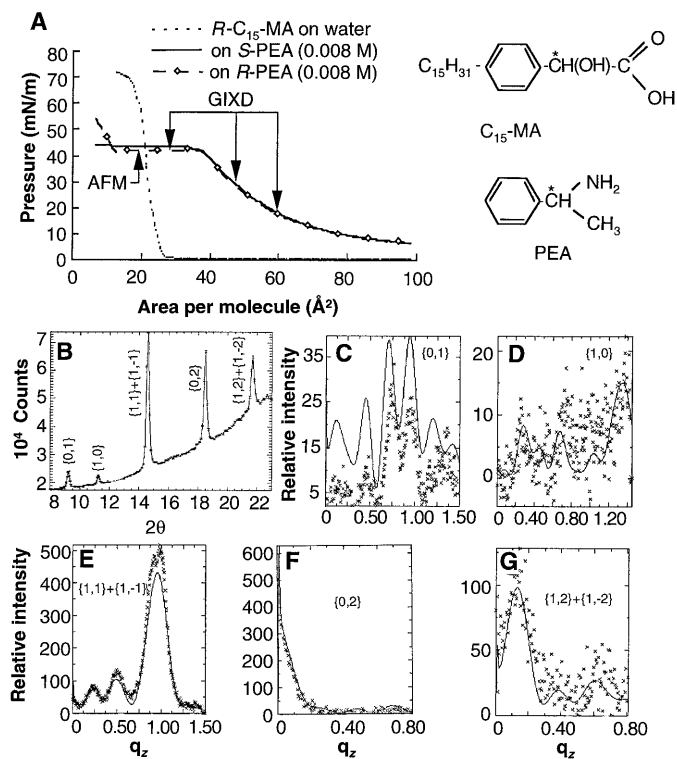 A
R-C15-MA on water
on S-PEA (0.008 M)
on R-PEA (0.008 M)
Pressure (mN/m)
80
70
60
50
40
30
20
10
0
GIXD
AFM
0 20 40 60 80 100
Area per molecule (Å2)
C15H31- *CH(OH)-C O
OH
C15-MA
*CH NH2
CH3
PEA
B
{0,1}
{1,0}
{1,1}+{1,-1}
{0,2}
{1,2}+{1,-2}
10^4 Counts
7
6
5
4
3
2
8 10 12 14 16 18 20 22
2θ
C
{0,1}
Relative intensity
35
25
15
5
0 0.50 1.00 1.50
D
{1,0}
20
10
0
0 0.40 0.80 1.20
E
{1,1}+{1,-1}
Relative intensity
500
400
300
200
100
0
0 0.50 1.00 1.50
qz
F
{0,2}
600
500
400
300
200
100
0
0 0.40 0.80
qz
G
{1,2}+{1,-2}
100
50
0
0 0.20 0.40 0.60 0.80
qz